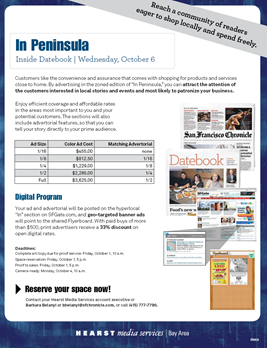 Reach a community of readers
eager to shop locally and spend freely.
In Peninsula
Inside Datebook | Wednesday, October 6
Customers like the convenience and assurance that comes with shopping for products and services
close to home. By advertising in the zoned edition of "In Peninsula," you can attract the attention of
the customers interested in local stories and events and most likely to patronize your business.
Enjoy efficient coverage and affordable rates
in the areas most important to you and your
potential customers. The sections will also
include advertorial features, so that you can
tell your story directly to your prime audience.
Ad Size Color Ad Cost Matching Advertorial
1/16 $455.00 none
1/8 $812.50 1/16
1/4 $1,229.00 1/8
1/2 $2,286.00 1/4
Full $3,625.00 1/2
San Francisco Chronicle
Datebook
Digital Program
Your ad and advertorial will be posted on the hyperlocal
"In" section on SFGate.com, and geo-targeted banner ads
will point to the shared Flyerboard. With paid buys of more
than $500, print advertisers receive a 33% discount on
open digital rates.
Deadlines:
Complete ad copy due for proof service: Friday, October 1, 10 a.m.
Space reservation: Friday, October 1, 5 p.m.
Proof to sales: Friday, October 1, 5 p.m.
Camera ready: Monday, October 4, 10 a.m.
Reserve your space now!
Contact your Hearst Media Services account executive or
Barbara Betanyi at bbetanyi@sfchronicle.com, or call (415) 777-7790.
HEARST media services | Bay Area